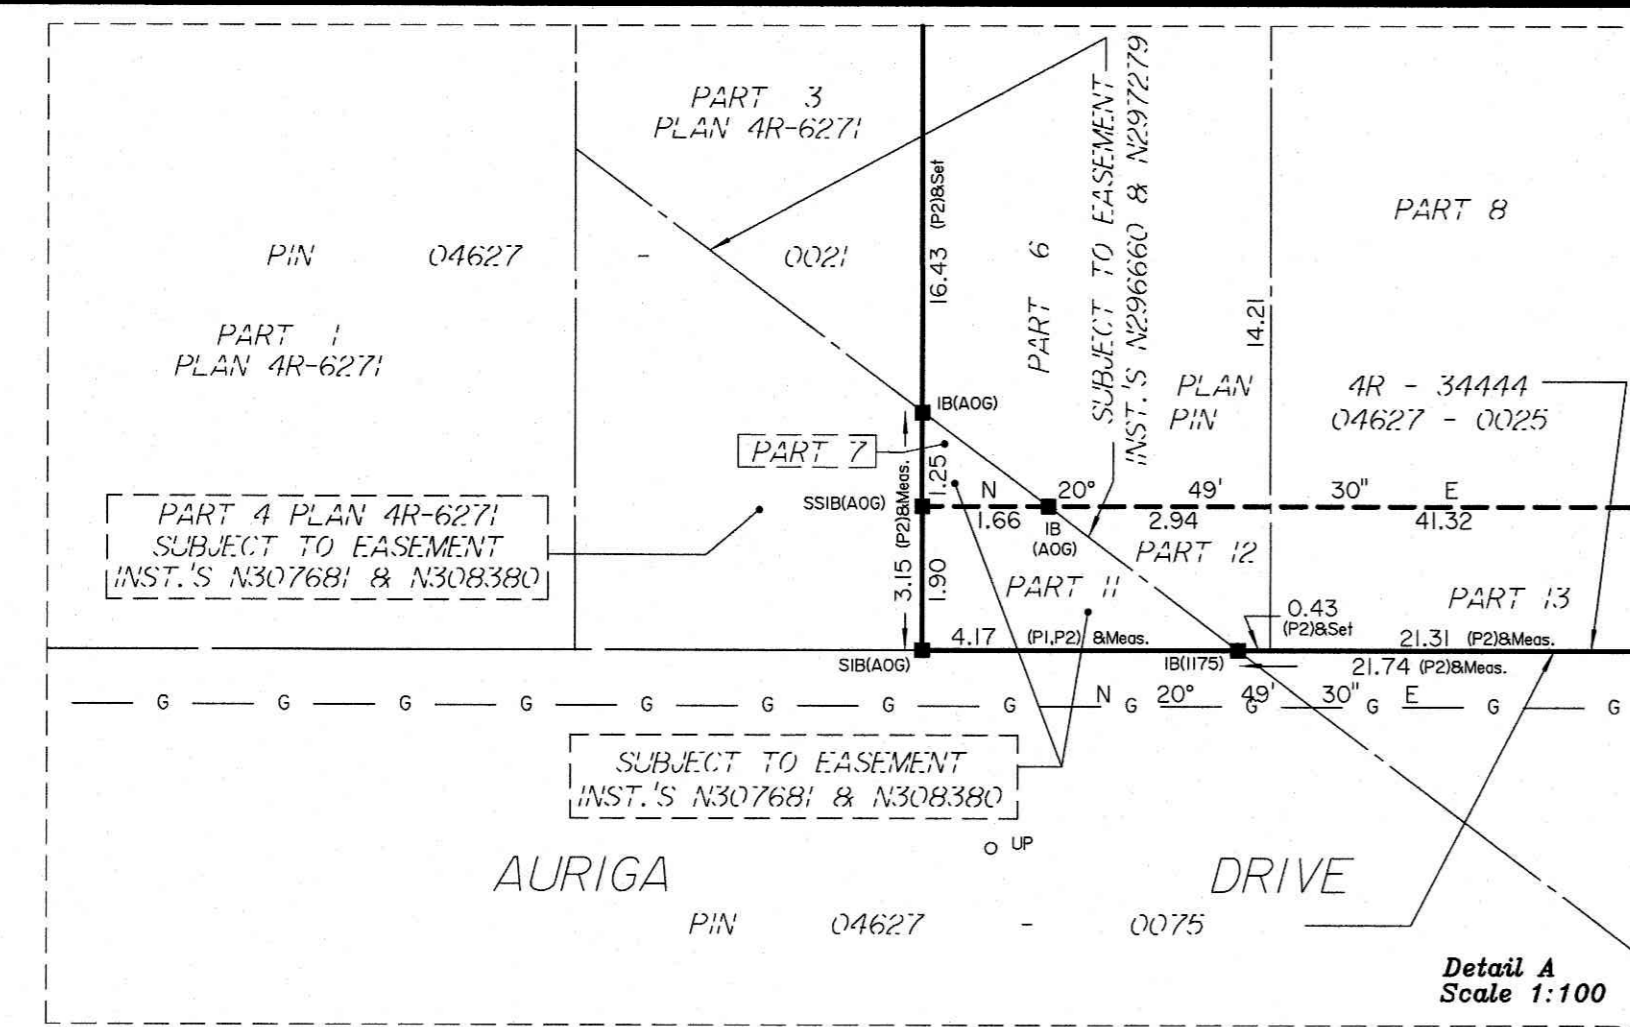 PART 3
PLAN 4R-6271
PIN 04627 - 0021
PART 1
PLAN 4R-6271
16.43 (P2)&Set
PART 6
SUBJECT TO EASEMENT
INST.'S N296660 & N297279
PART 8
14.21
PLAN 4R - 34444
PIN 04627 - 0025
IB(AOG)
PART 7
1.25
3.15 (P2)&Meas.
SSIB(AOG)
N 20° 49' 30" E
1.66
IB
(AOG)
2.94
41.32
PART 4 PLAN 4R-6271
SUBJECT TO EASEMENT
INST.'S N307681 & N308380
1.90
PART 11
PART 12
PART 13
0.43
(P2)&Set
4.17 (P1,P2) &Meas.
21.31 (P2)&Meas.
SIB(AOG)
IB(1175)
21.74 (P2)&Meas.
N 20° 49' 30" E
G G G G G G G G G G G G G
SUBJECT TO EASEMENT
INST.'S N307681 & N308380
UP
AURIGA DRIVE
PIN 04627 - 0075
Detail A
Scale 1:100